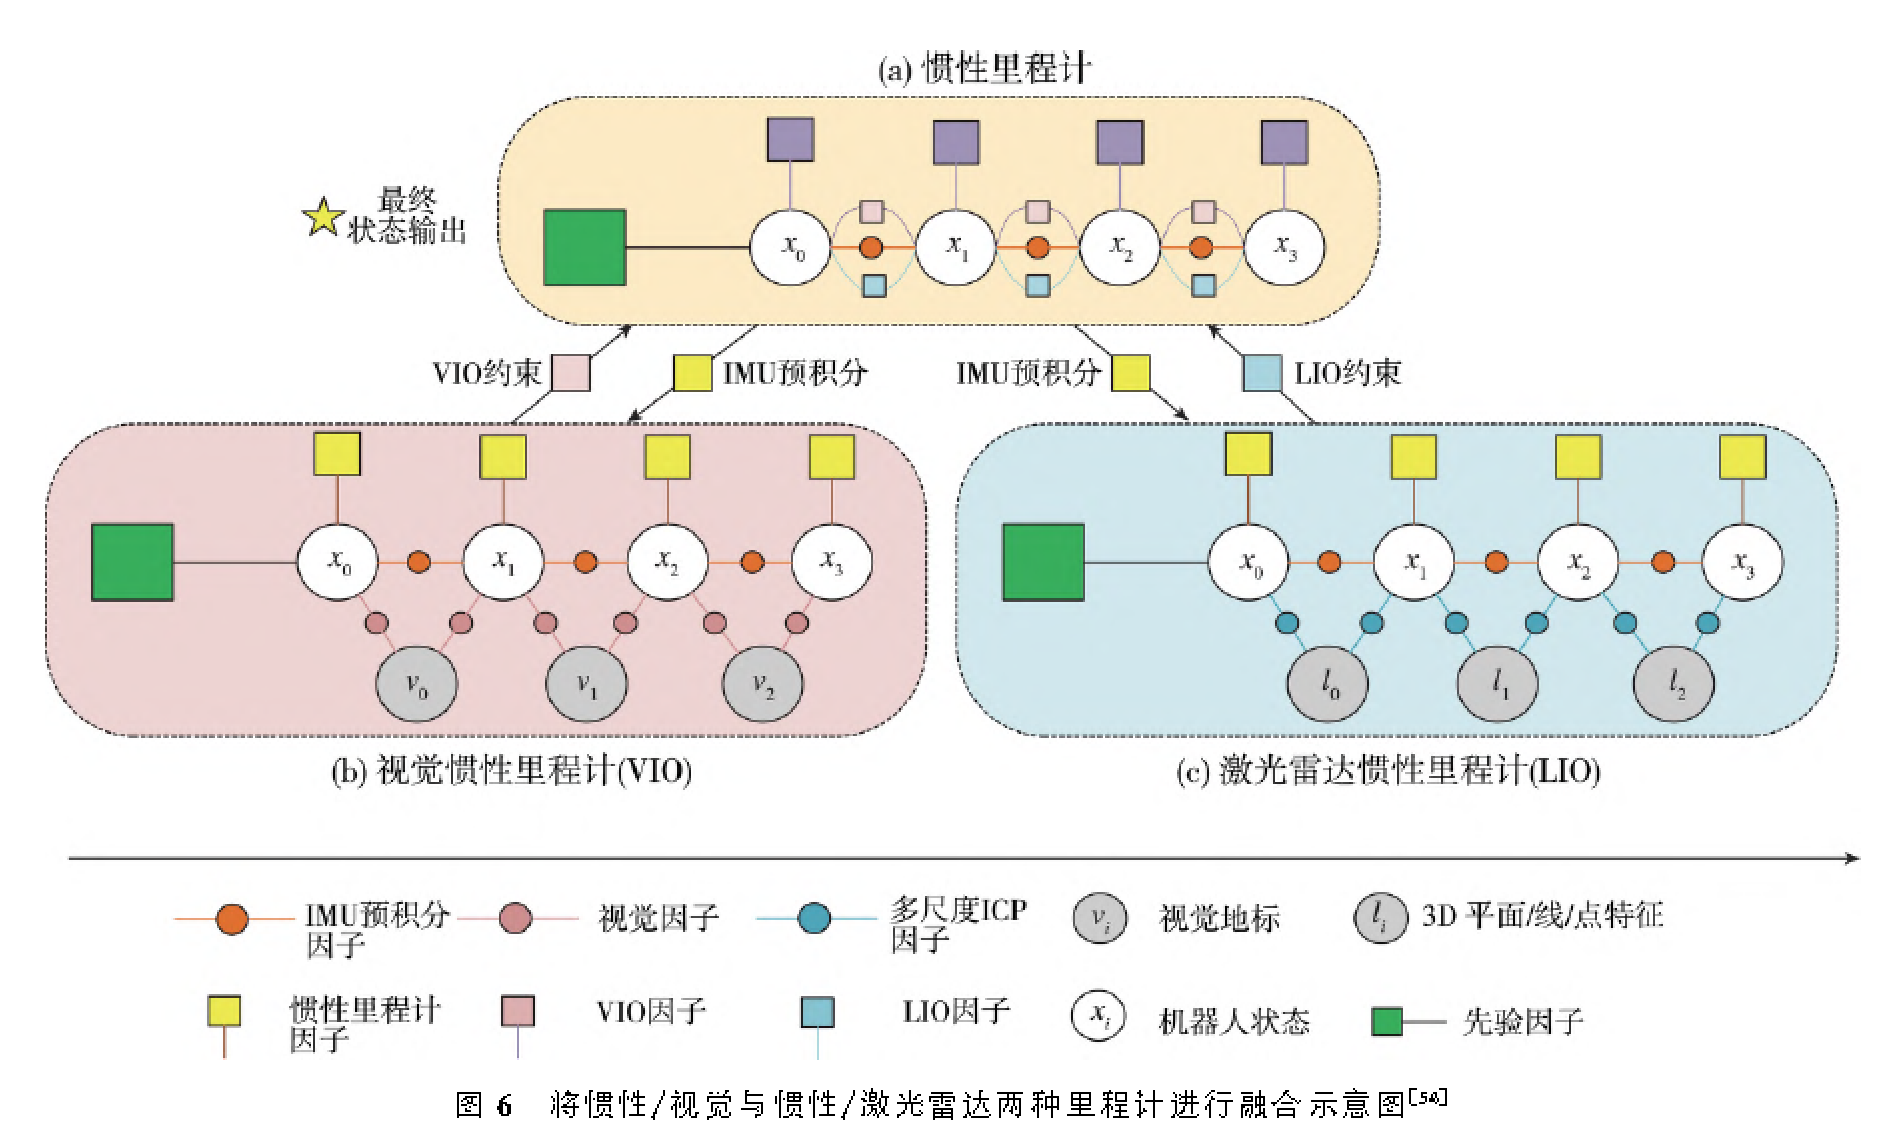 (a) 惯性里程计
最终
状态输出
x0 x1 x2 x3
VIO约束 IMU预积分 IMU预积分 LIO约束
x0 x1 x2 x3
v0 v1 v2
x0 x1 x2 x3
l0 l1 l2
(b) 视觉惯性里程计(VIO)
(c) 激光雷达惯性里程计(LIO)
IMU预积分
因子
视觉因子
多尺度ICP
因子
vi 视觉地标
li 3D 平面/线/点特征
惯性里程计
因子
VIO因子
LIO因子
xi 机器人状态
先验因子
图 6 将惯性/视觉与惯性/激光雷达两种里程计进行融合示意图[54]